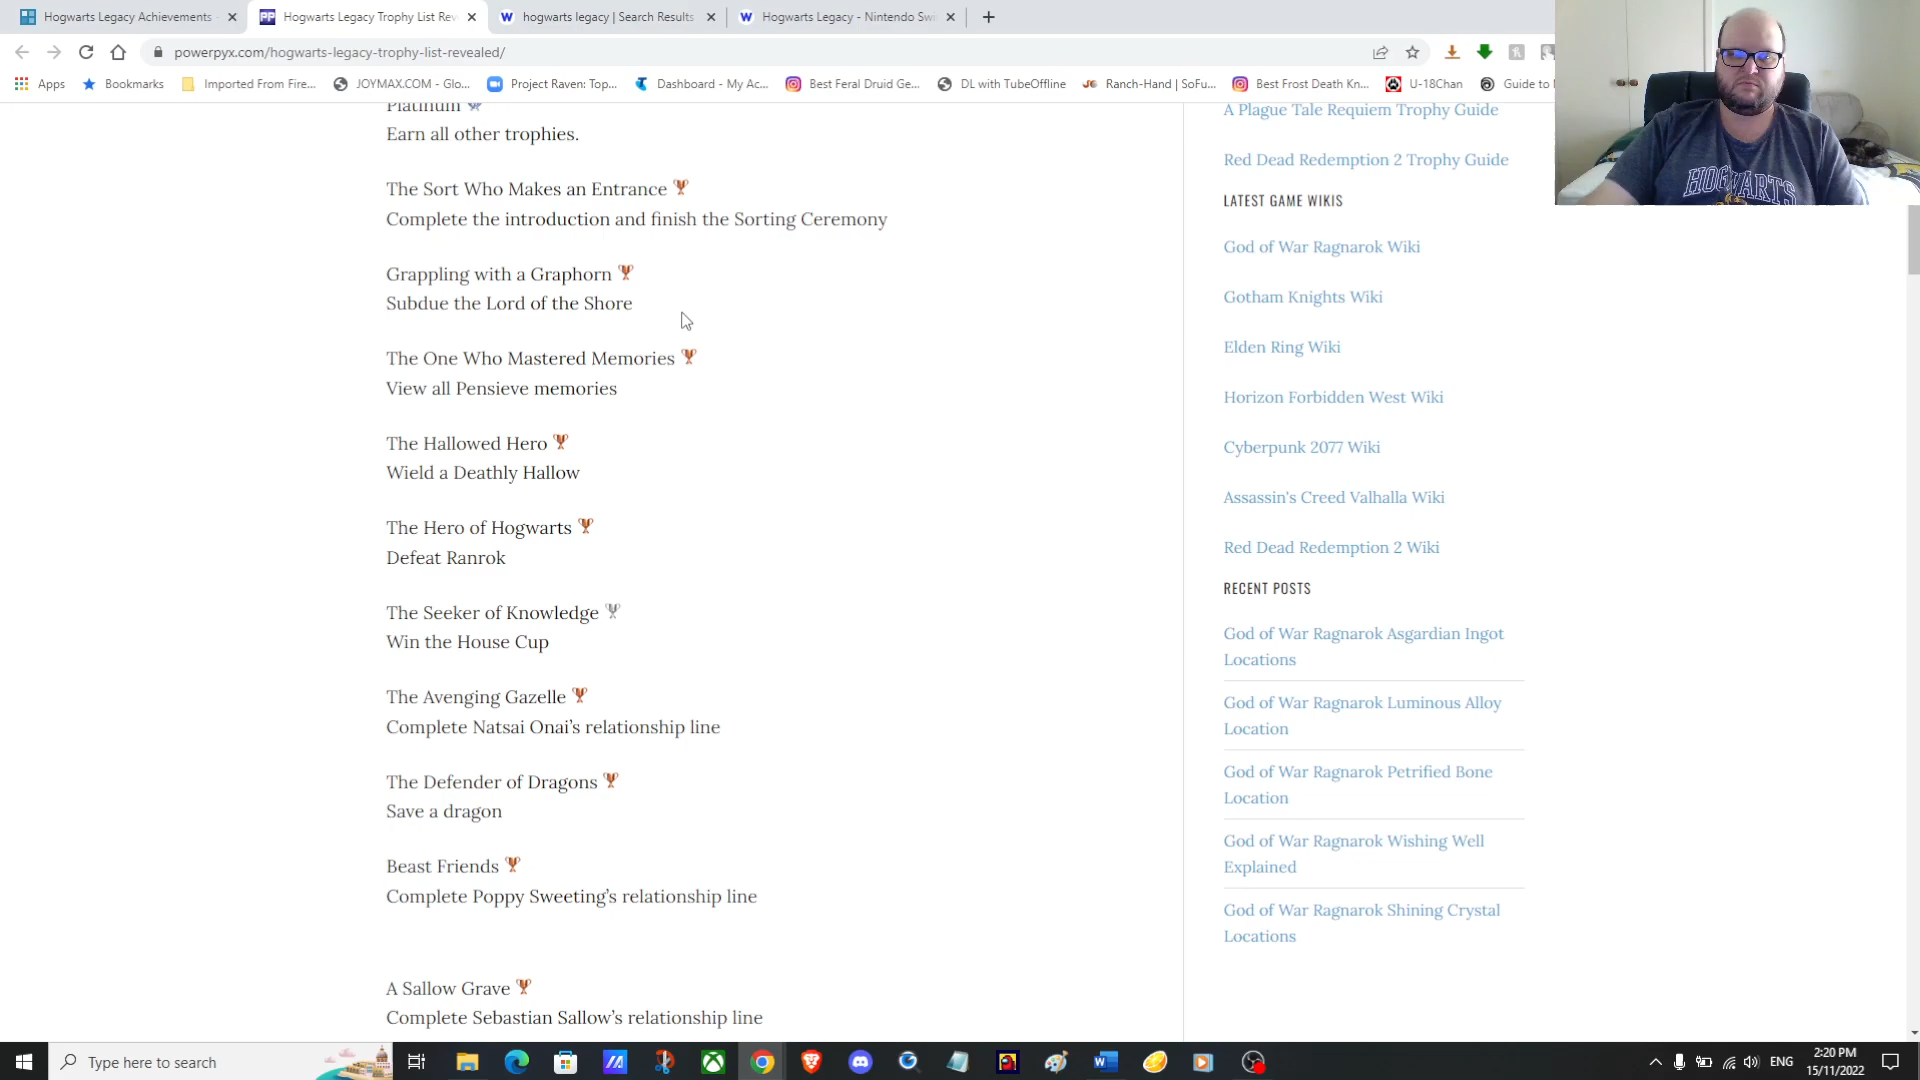 Hogwarts Legacy Achievements
Hogwarts Legacy Trophy List Rev
hogwarts legacy | Search Results
Hogwarts Legacy - Nintendo Swi
powerpyx.com/hogwarts-legacy-trophy-list-revealed/
Apps
Bookmarks
Imported From Fire...
JOYMAX.COM - Glo...
Project Raven: Top...
Dashboard - My Ac...
Best Feral Druid Ge...
DL with TubeOffline
Ranch-Hand | SoFu...
Best Frost Death Kn...
U-18Chan
Guide to
Platinum
Earn all other trophies.
The Sort Who Makes an Entrance
Complete the introduction and finish the Sorting Ceremony
Grappling with a Graphorn
Subdue the Lord of the Shore
The One Who Mastered Memories
View all Pensieve memories
The Hallowed Hero
Wield a Deathly Hallow
The Hero of Hogwarts
Defeat Ranrok
The Seeker of Knowledge
Win the House Cup
The Avenging Gazelle
Complete Natsai Onai's relationship line
The Defender of Dragons
Save a dragon
Beast Friends
Complete Poppy Sweeting's relationship line
A Sallow Grave
Complete Sebastian Sallow's relationship line
A Plague Tale Requiem Trophy Guide
Red Dead Redemption 2 Trophy Guide
LATEST GAME WIKIS
God of War Ragnarok Wiki
Gotham Knights Wiki
Elden Ring Wiki
Horizon Forbidden West Wiki
Cyberpunk 2077 Wiki
Assassin's Creed Valhalla Wiki
Red Dead Redemption 2 Wiki
RECENT POSTS
God of War Ragnarok Asgardian Ingot
Locations
God of War Ragnarok Luminous Alloy
Location
God of War Ragnarok Petrified Bone
Location
God of War Ragnarok Wishing Well
Explained
God of War Ragnarok Shining Crystal
Locations
HOGWARTS
Type here to search
ENG
2:20 PM
15/11/2022